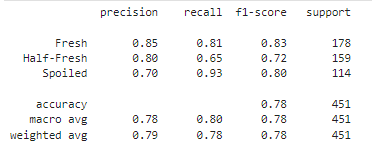 precision recall f1-score support
Fresh 0.85 0.81 0.83 178
Half-Fresh 0.80 0.65 0.72 159
Spoiled 0.70 0.93 0.80 114
accuracy 0.78 451
macro avg 0.78 0.80 0.78 451
weighted avg 0.79 0.78 0.78 451